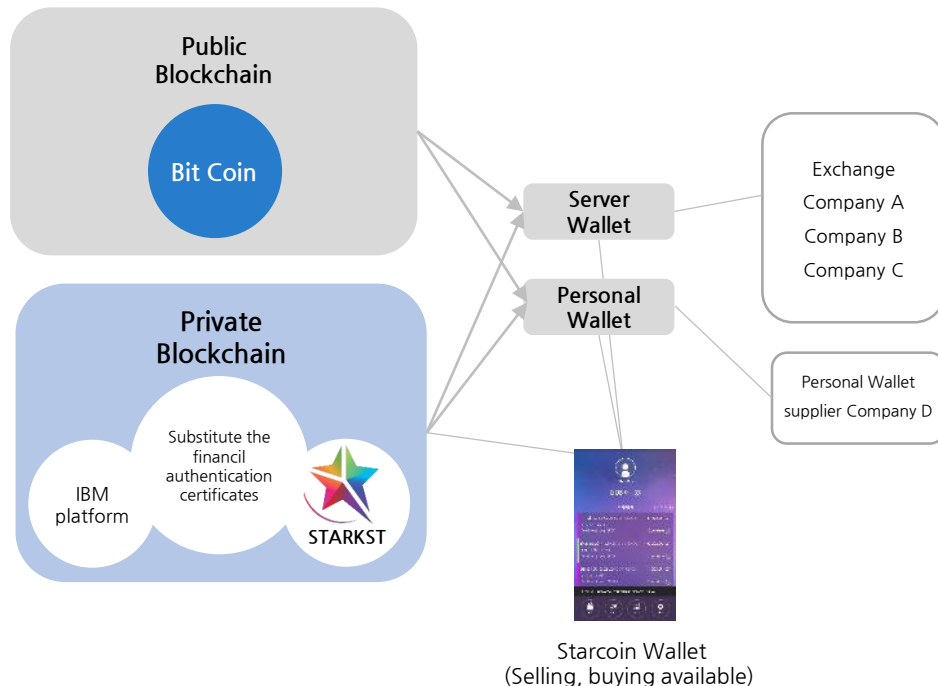 Public
Blockchain
Bit Coin
Private
Blockchain
IBM
platform
Substitute the
financil
authentication
certificates
STARKST
Server
Wallet
Personal
Wallet
Exchange
Company A
Company B
Company C
Personal Wallet
supplier Company D
Starcoin Wallet
(Selling, buying available)